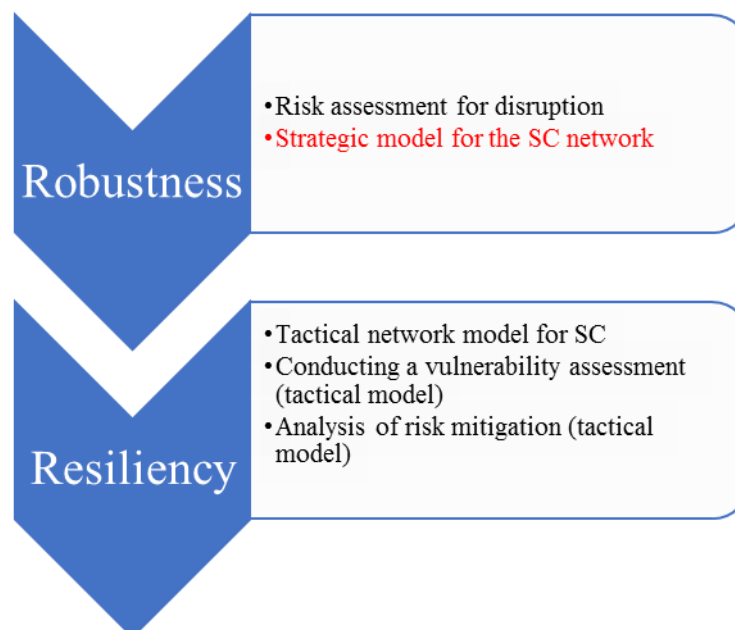 Robustness
•Risk assessment for disruption
•Strategic model for the SC network
Resiliency
•Tactical network model for SC
•Conducting a vulnerability assessment
(tactical model)
•Analysis of risk mitigation (tactical
model)